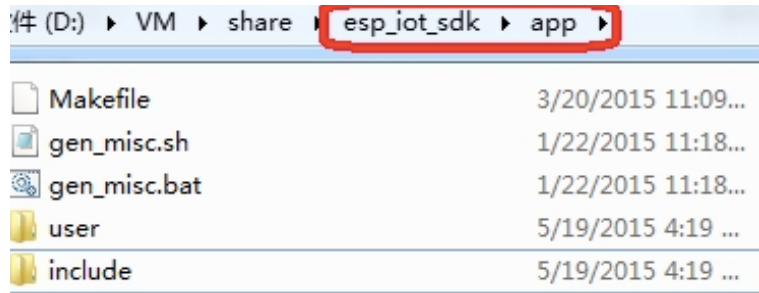 件 (D:) ▸ VM ▸ share ▸ esp_iot_sdk ▸ app ▸
Makefile 3/20/2015 11:09...
gen_misc.sh 1/22/2015 11:18...
gen_misc.bat 1/22/2015 11:18...
user 5/19/2015 4:19 ...
include 5/19/2015 4:19 ...